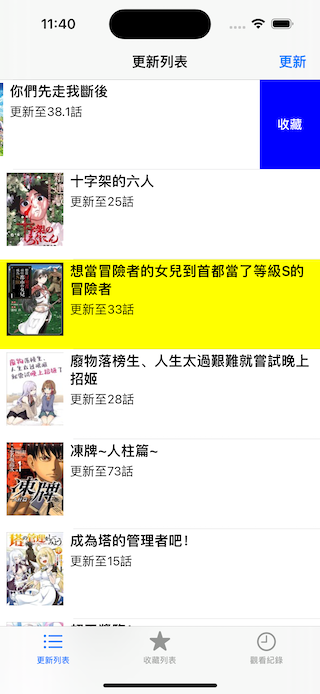 11:40
更新列表
更新
你們先走我斷後
更新至38.1話
收藏
十字架的六人
更新至25話
想當冒險者的女兒到首都當了等級S的
冒險者
更新至33話
廢物落榜生、人生太過艱難就嘗試晚上
招姬
更新至28話
凍牌~人柱篇~
更新至73話
成為塔的管理者吧！
更新至15話
更新列表
收藏列表
觀看紀錄